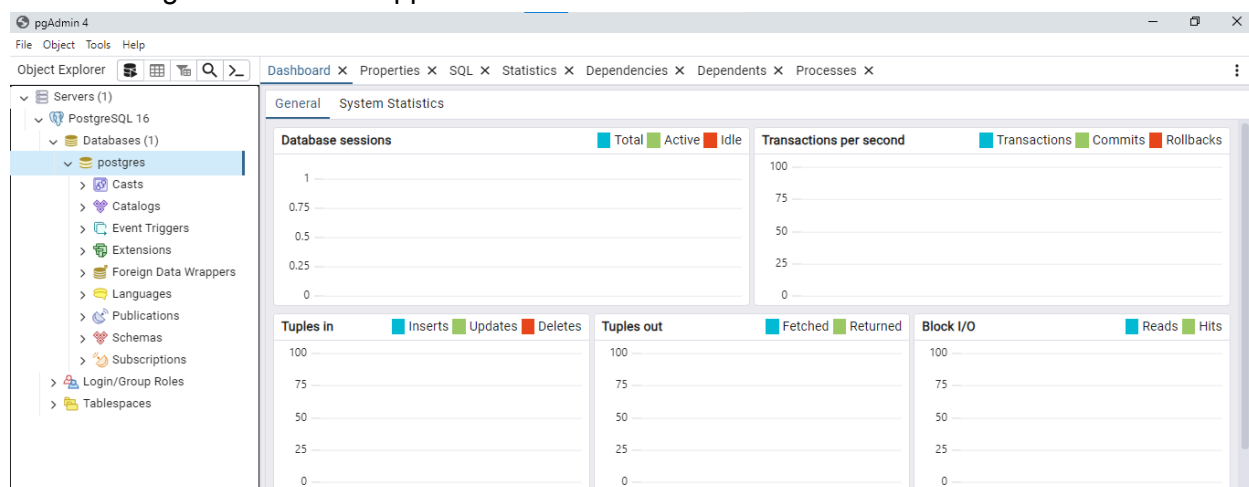 pgAdmin 4
File Object Tools Help
Object Explorer
Dashboard Properties SQL Statistics Dependencies Dependents Processes
Servers (1)
PostgreSQL 16
Databases (1)
postgres
Casts
Catalogs
Event Triggers
Extensions
Foreign Data Wrappers
Languages
Publications
Schemas
Subscriptions
Login/Group Roles
Tablespaces
General System Statistics
Database sessions Total Active Idle
1
0.75
0.5
0.25
0
Transactions per second Transactions Commits Rollbacks
100
75
50
25
0
Tuples in Inserts Updates Deletes
100
75
50
25
0
Tuples out Fetched Returned
100
75
50
25
0
Block I/O Reads Hits
100
75
50
25
0